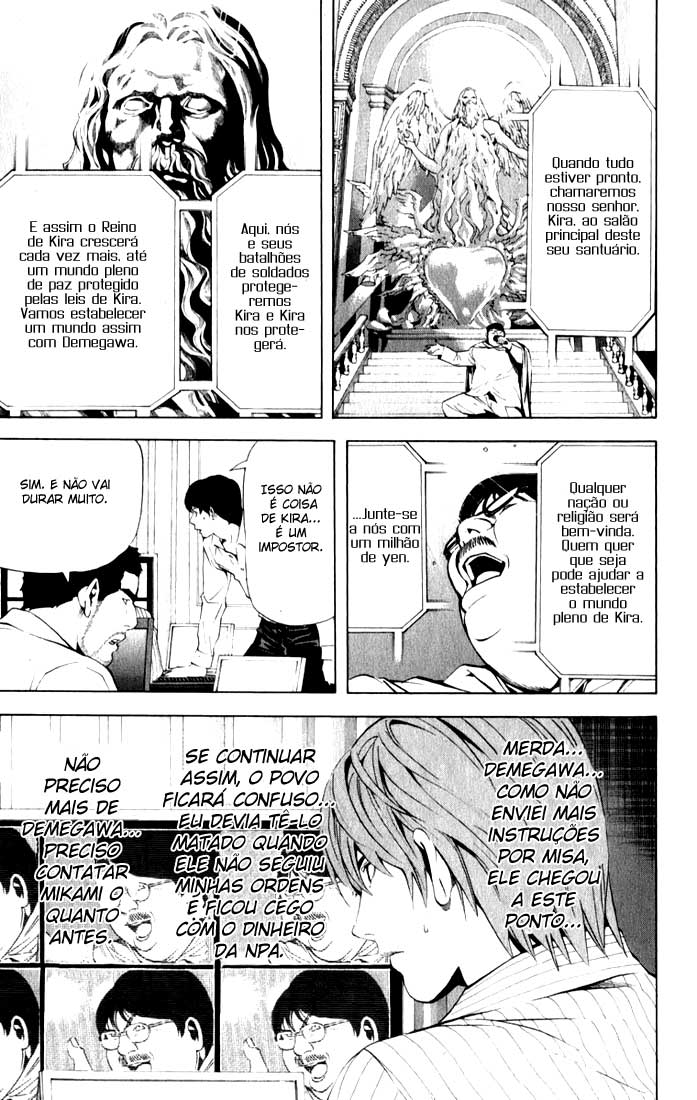 Quando tudo
estiver pronto,
chamaremos
nosso senhor,
Kira, ao salão
principal deste
seu santuário.
Aqui, nós
e seus
batalhões
de soldados
protege-
remos
Kira e Kira
nos prote-
gerá.
E assim o Reino
de Kira crescerá
cada vez mais, até
um mundo pleno
de paz protegido
pelas leis de Kira.
Vamos estabelecer
um mundo assim
com Demegawa.
Qualquer
nação ou
religião será
bem-vinda.
Quem quer
que seja
pode ajudar a
estabelecer
o mundo
pleno de Kira.
...Junte-se
a nós com
um milhão
de yen.
ISSO NÃO
É COISA
DE KIRA...
É UM
IMPOSTOR.
SIM. E NÃO VAI
DURAR MUITO.
MERDA...
DEMEGAWA...
COMO NÃO
ENVIEI MAIS
INSTRUÇÕES
POR MISA,
ELE CHEGOU
A ESTE
PONTO...
SE CONTINUAR
ASSIM, O POVO
FICARÁ CONFUSO...
EU DEVIA TÊ-LO
MATADO QUANDO
ELE NÃO SEGUIU
MINHAS ORDENS
E FICOU CEGO
COM O DINHEIRO
DA NPA.
NÃO
PRECISO
MAIS DE
DEMEGAWA...
PRECISO
CONTATAR
MIKAMI O
QUANTO
ANTES.